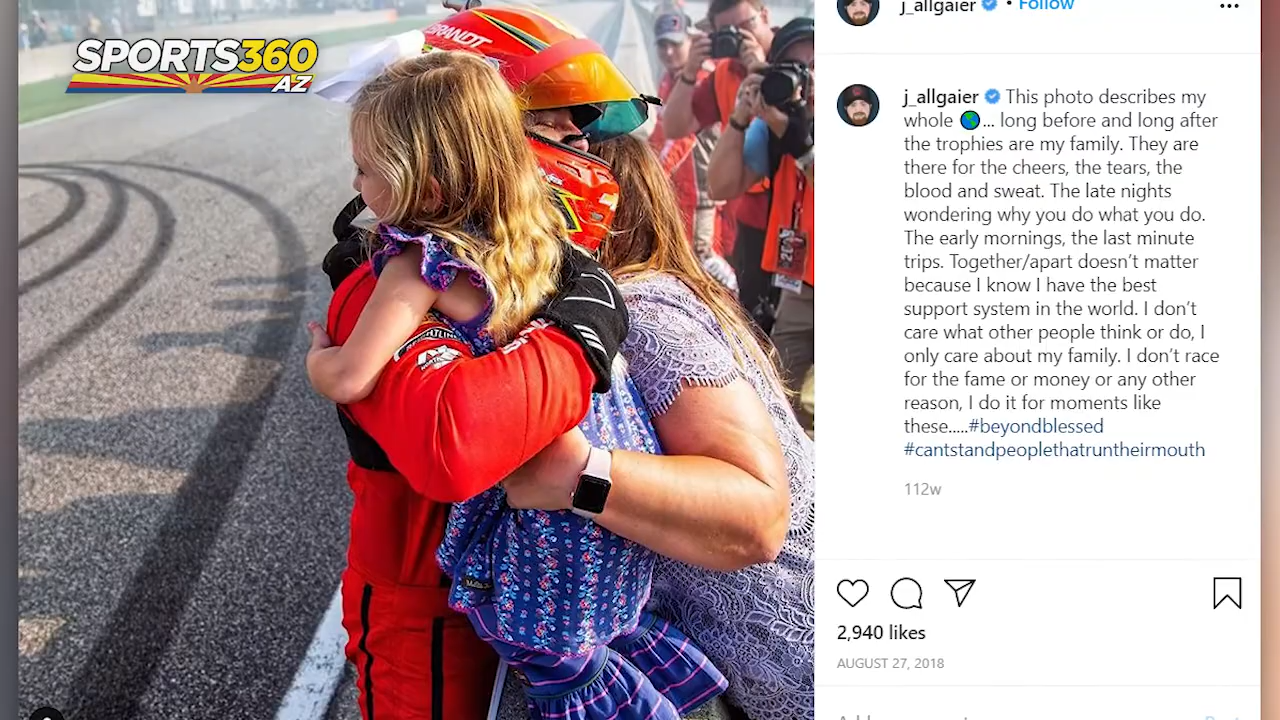 SPORTS360
AZ
BRANDT
j_allgaier • Follow
j_allgaier This photo describes my
whole 🌎... long before and long after
the trophies are my family. They are
there for the cheers, the tears, the
blood and sweat. The late nights
wondering why you do what you do.
The early mornings, the last minute
trips. Together/apart doesn't matter
because I know I have the best
support system in the world. I don't
care what other people think or do, I
only care about my family. I don't race
for the fame or money or any other
reason, I do it for moments like
these.....#beyondblessed
#cantstandpeoplethatruntheirmouth
112w
2,940 likes
AUGUST 27, 2018